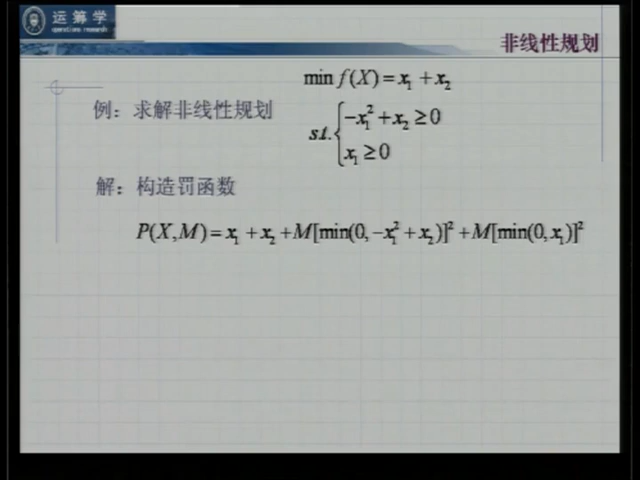 运筹学
operations research
非线性规划
min f(X) = x₁ + x₂
例：求解非线性规划
s.t. { -x₁² + x₂ ≥ 0
x₁ ≥ 0
解：构造罚函数
P(X,M) = x₁ + x₂ + M[min(0,-x₁² + x₂)]² + M[min(0,x₁)]²